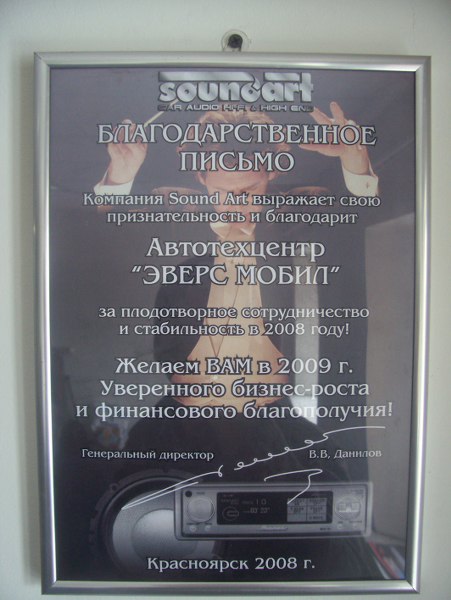 soundart
CAR AUDIO HI-FI & HIGH END
БЛАГОДАРСТВЕННОЕ
ПИСЬМО
Компания Sound Art выражает свою
признательность и благодарит
Автотехцентр
“ЭВЕРС МОБИЛ”
за плодотворное сотрудничество
и стабильность в 2008 году!
Желаем ВАМ в 2009 г.
Уверенного бизнес-роста
и финансового благополучия!
Генеральный директор В.В. Данилов
Красноярск 2008 г.